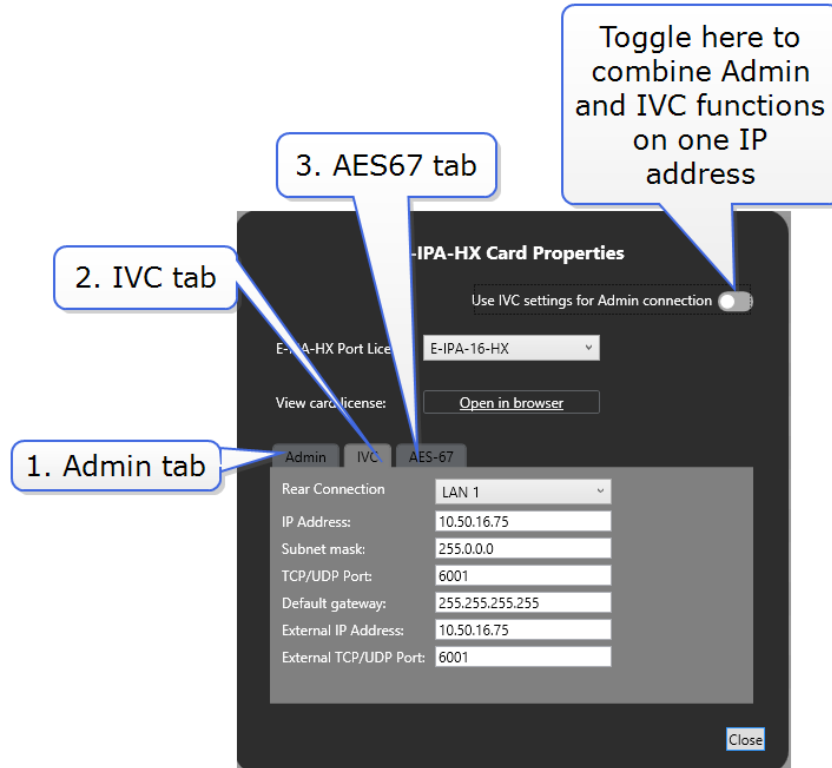 Toggle here to
combine Admin
and IVC functions
on one IP
address
3. AES67 tab
2. IVC tab
1. Admin tab
-IPA-HX Card Properties
Use IVC settings for Admin connection
E-IPA-HX Port Lice
E-IPA-16-HX
View card license:
Open in browser
Admin
IVC
AES-67
Rear Connection
LAN 1
IP Address:
10.50.16.75
Subnet mask:
255.0.0.0
TCP/UDP Port:
6001
Default gateway:
255.255.255.255
External IP Address:
10.50.16.75
External TCP/UDP Port:
6001
Close